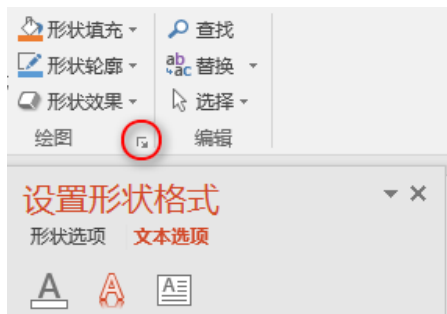 形状填充 查找
形状轮廓 替换
形状效果 选择
绘图 编辑
设置形状格式
形状选项 文本选项